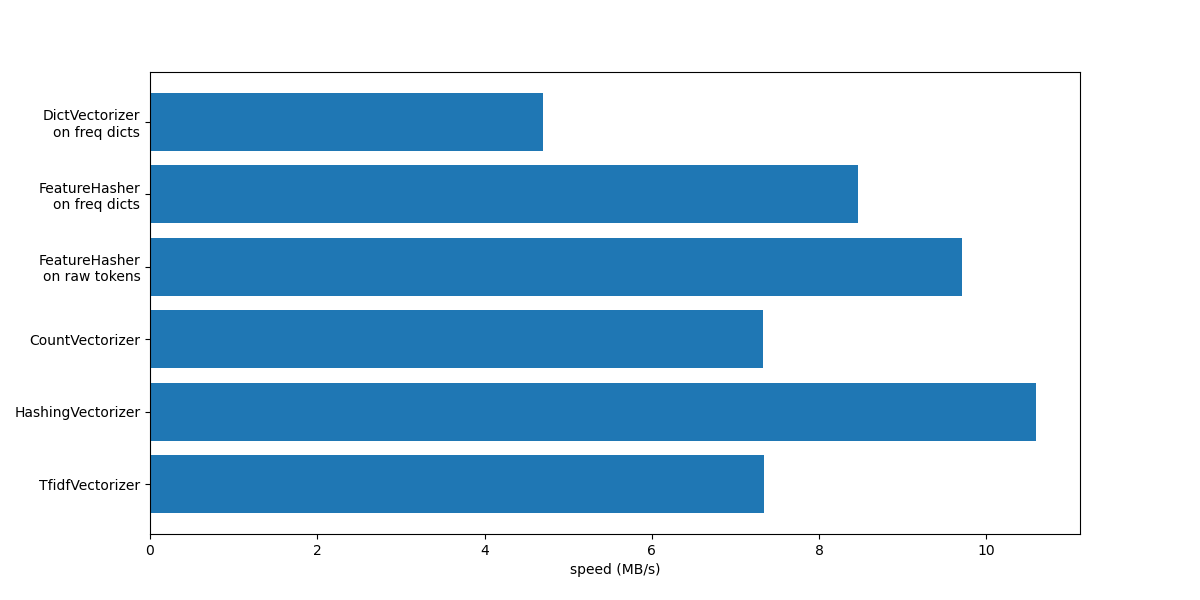 DictVectorizer
on freq dicts
FeatureHasher
on freq dicts
FeatureHasher
on raw tokens
CountVectorizer
HashingVectorizer
TfidfVectorizer
0 2 4 6 8 10
speed (MB/s)